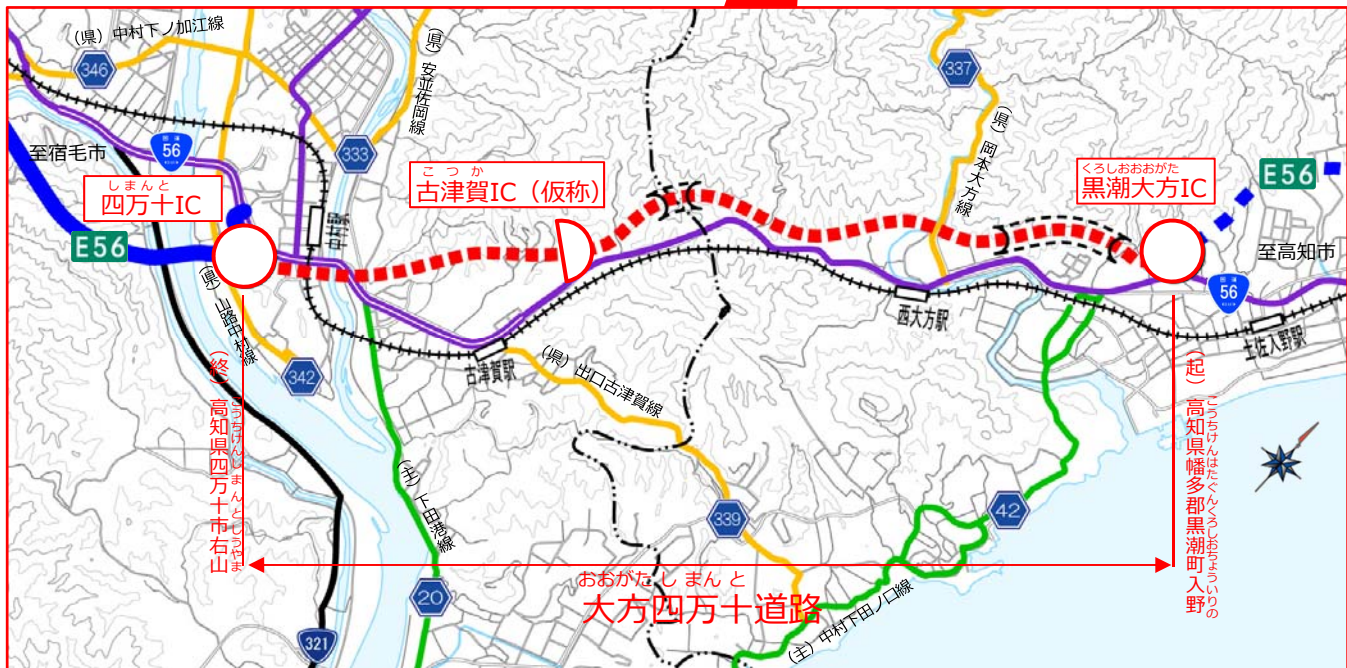 (県) 中村下ノ加江線
346
(県) 安並佐岡線
333
337
(県) 岡本大方線
至宿毛市
国道
56
ROUTE
しまんと
四万十IC
E56
中村駅
こつか
古津賀IC (仮称)
くろしおおおがた
黒潮大方IC
E56
至高知市
国道
56
ROUTE
(県) 山路中村線
342
古津賀駅
(県) 出口古津賀線
西大方駅
土佐入野駅
(終) 高知県四万十市右山
こうちけんしまんとしうやま
(起) 高知県幡多郡黒潮町入野
こうちけんはたぐんくろしおちょういりの
(主) 下田港線
339
42
20
321
おおがたしまんと
大方四万十道路
(主) 中村下田ノ口線